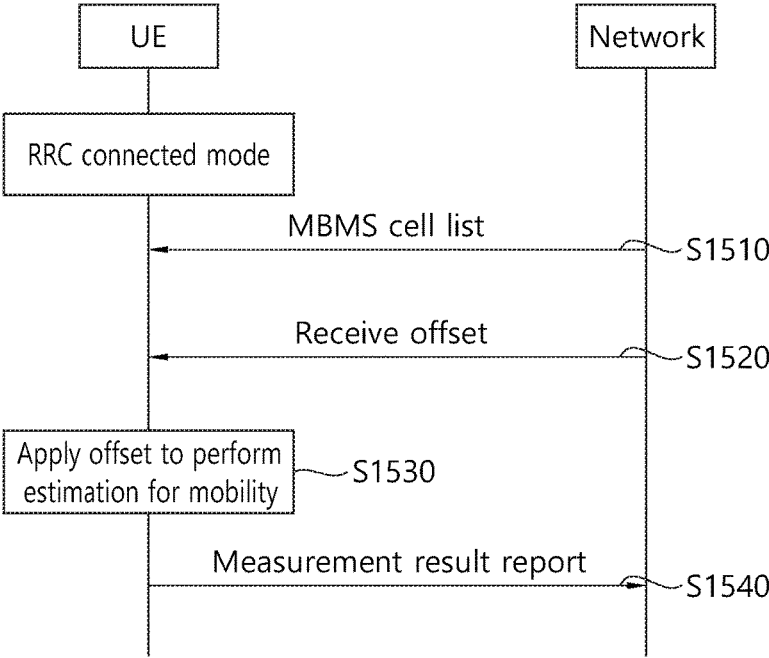 UE
Network
RRC connected mode
MBMS cell list
S1510
Receive offset
S1520
Apply offset to perform
estimation for mobility
S1530
Measurement result report
S1540